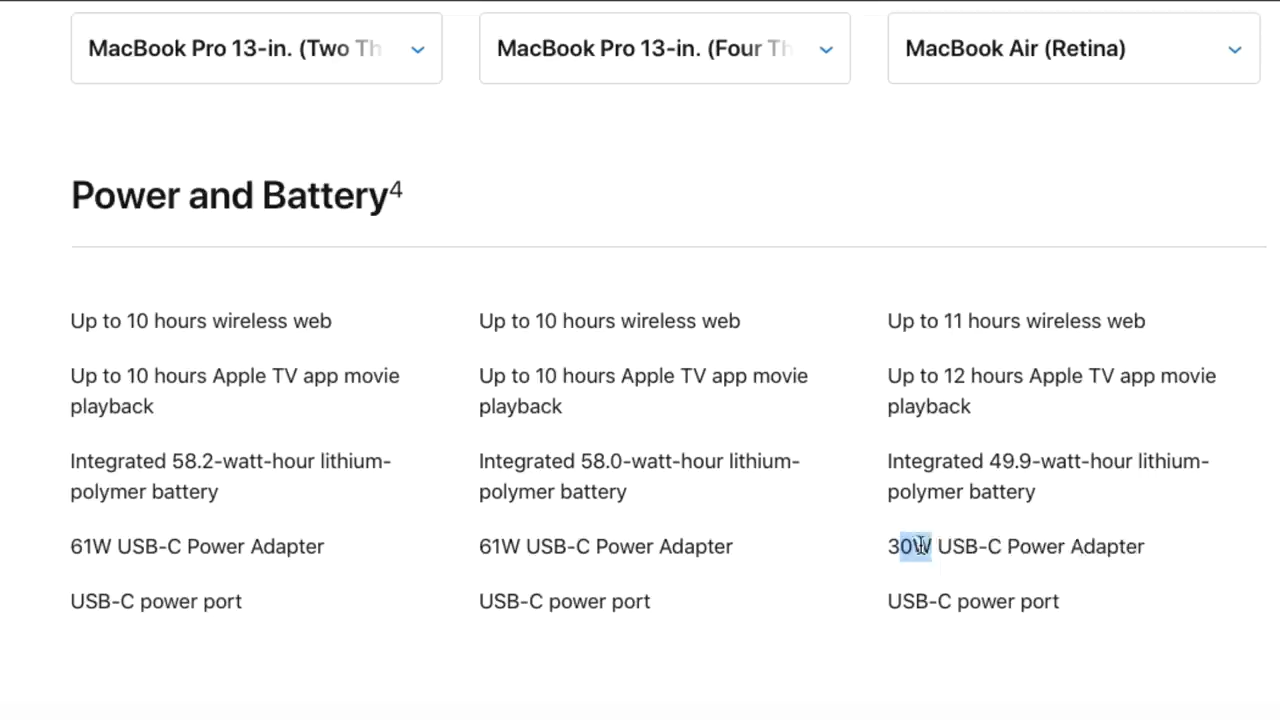 MacBook Pro 13-in. (Two Th
MacBook Pro 13-in. (Four Th
MacBook Air (Retina)
Power and Battery4
Up to 10 hours wireless web
Up to 10 hours Apple TV app movie
playback
Integrated 58.2-watt-hour lithium-
polymer battery
61W USB-C Power Adapter
USB-C power port
Up to 10 hours wireless web
Up to 10 hours Apple TV app movie
playback
Integrated 58.0-watt-hour lithium-
polymer battery
61W USB-C Power Adapter
USB-C power port
Up to 11 hours wireless web
Up to 12 hours Apple TV app movie
playback
Integrated 49.9-watt-hour lithium-
polymer battery
30W USB-C Power Adapter
USB-C power port